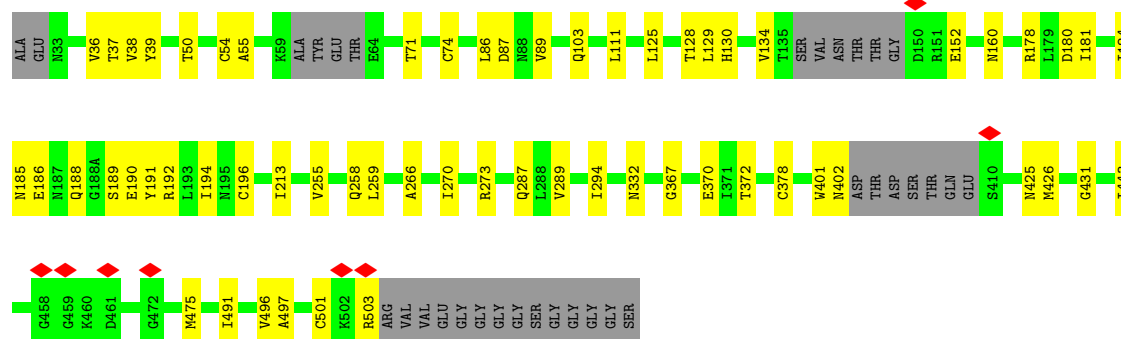 ALA GLU N33 V36 T37 V38 Y39 T50 C54 A55 K59 ALA TYR GLU THR E64 T71 C74 L86 D87 N88 V89 Q103 L111 L125 T128 L129 H130 V134 T135 SER VAL ASN THR THR GLY D150 R151 E152 N160 R178 L179 D180 I181
N185 E186 N187 Q188 G188A S189 E190 Y191 R192 L193 I194 N195 C196 I213 V255 Q258 L259 A266 I270 R273 Q287 L288 V289 I294 N332 G367 E370 I371 T372 C378 W401 N402 ASP THR ASP SER THR GLN GLU S410 N425 M426 G431
G458 G459 K460 D461 G472 M475 I491 V496 A497 C501 K502 R503 ARG VAL VAL GLU GLY GLY GLY GLY SER GLY GLY GLY GLY SER